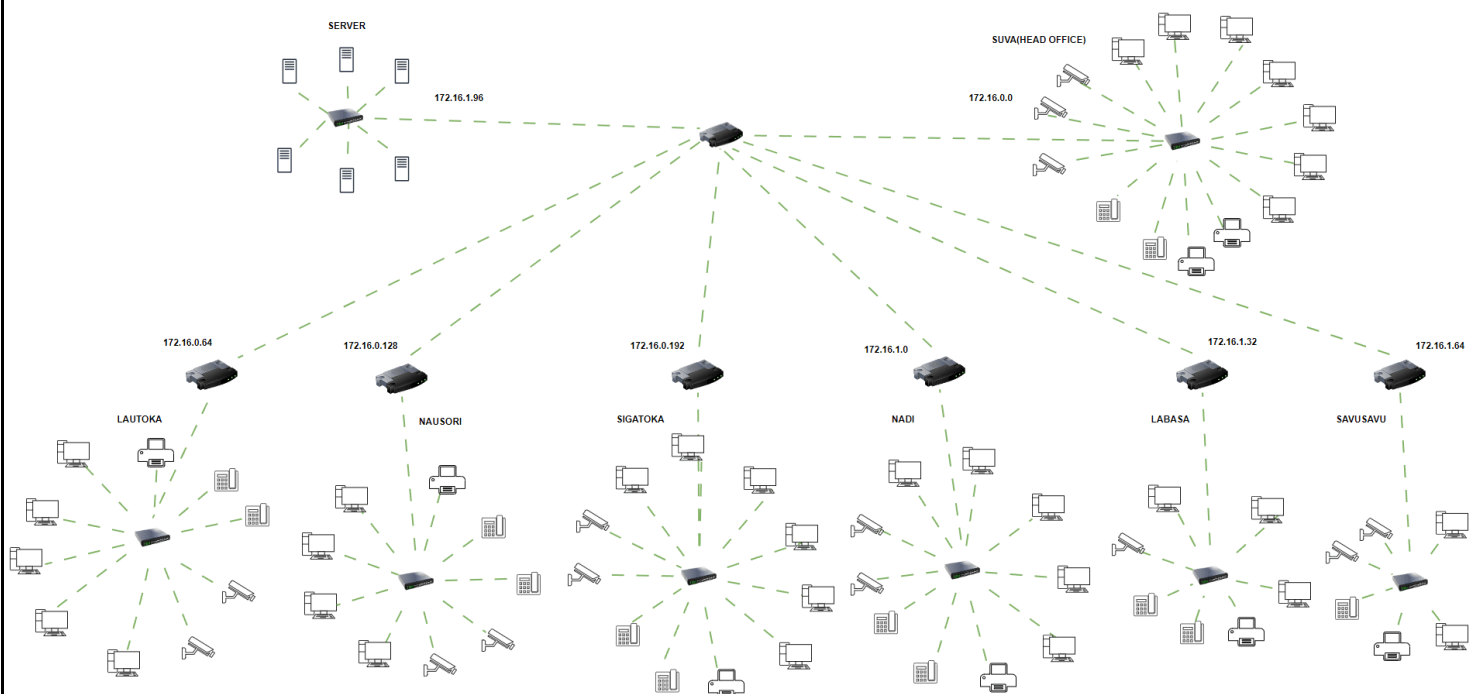 SERVER
SUVA(HEAD OFFICE)
172.16.1.96
172.16.0.0
172.16.0.64
172.16.0.128
172.16.0.192
172.16.1.0
172.16.1.32
172.16.1.64
LAUTOKA
NAUSORI
SIGATOKA
NADI
LABASA
SAVUSAVU